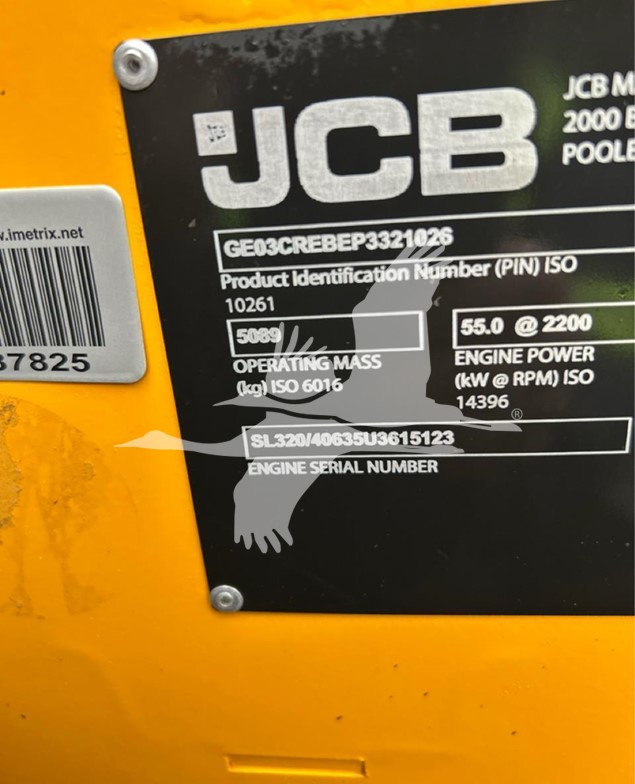 JCB
JCB M
2000 B
POOLE
w.imetrix.net
GE03CREBEP3321026
Product Identification Number (PIN) ISO
10261
37825
5089
OPERATING MASS
(kg) ISO 6016
55.0 @ 2200
ENGINE POWER
(kW @ RPM) ISO
14396
®
SL320/40635U3615123
ENGINE SERIAL NUMBER